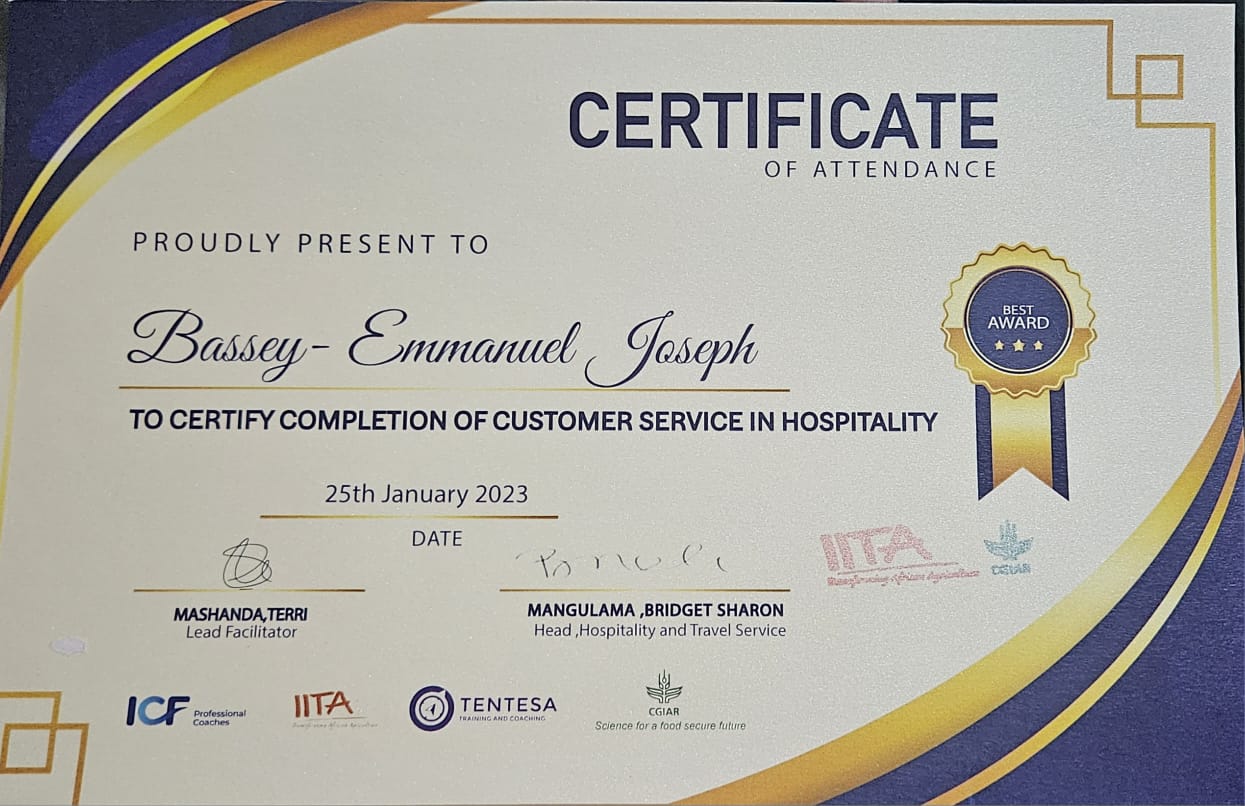 CERTIFICATE
OF ATTENDANCE
PROUDLY PRESENT TO
Bassey- Emmanuel Joseph
BEST
AWARD
TO CERTIFY COMPLETION OF CUSTOMER SERVICE IN HOSPITALITY
25th January 2023
DATE
IITA
Transforming African Agriculture
CGIAR
MASHANDA,TERRI
Lead Facilitator
MANGULAMA ,BRIDGET SHARON
Head ,Hospitality and Travel Service
ICF Professional
Coaches
IITA
Transforming African Agriculture
TENTESA
TRAINING AND COACHING
CGIAR
Science for a food secure future